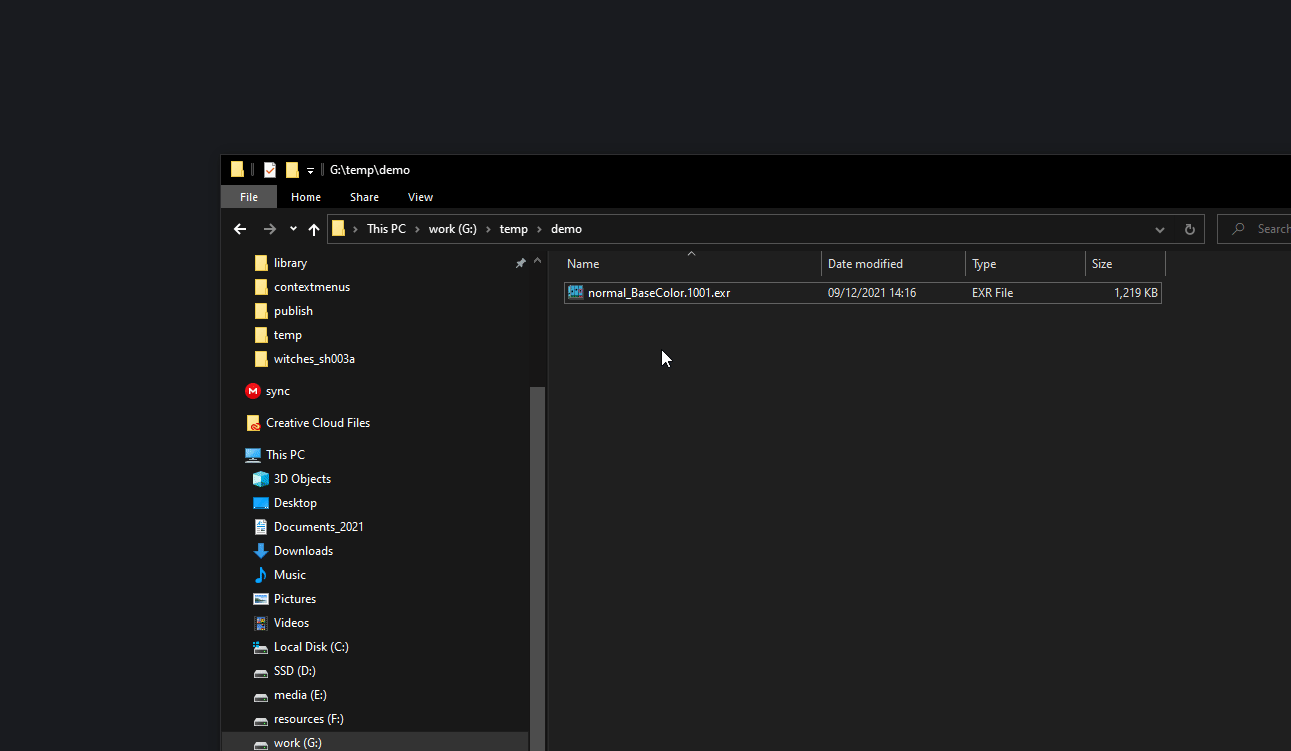 G:\temp\demo
File Home Share View
This PC work (G:) temp demo Search
library
contextmenus
publish
temp
witches_sh003a
sync
Creative Cloud Files
This PC
3D Objects
Desktop
Documents_2021
Downloads
Music
Pictures
Videos
Local Disk (C:)
SSD (D:)
media (E:)
resources (F:)
work (G:)
Name Date modified Type Size
normal_BaseColor.1001.exr 09/12/2021 14:16 EXR File 1,219 KB